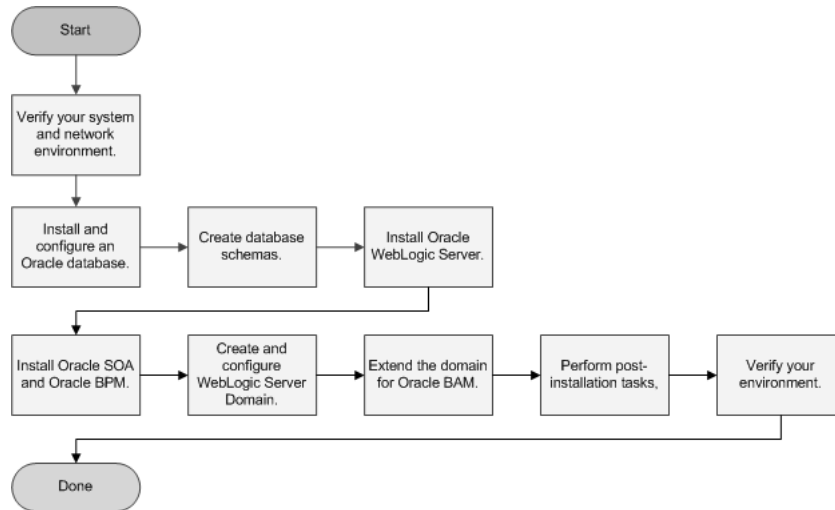 Start
Verify your system
and network
environment.
Install and
configure an
Oracle database.
Create database
schemas.
Install Oracle
WebLogic Server.
Install Oracle SOA
and Oracle BPM.
Create and
configure
WebLogic Server
Domain.
Extend the domain
for Oracle BAM.
Perform post-
installation tasks,
Verify your
environment.
Done